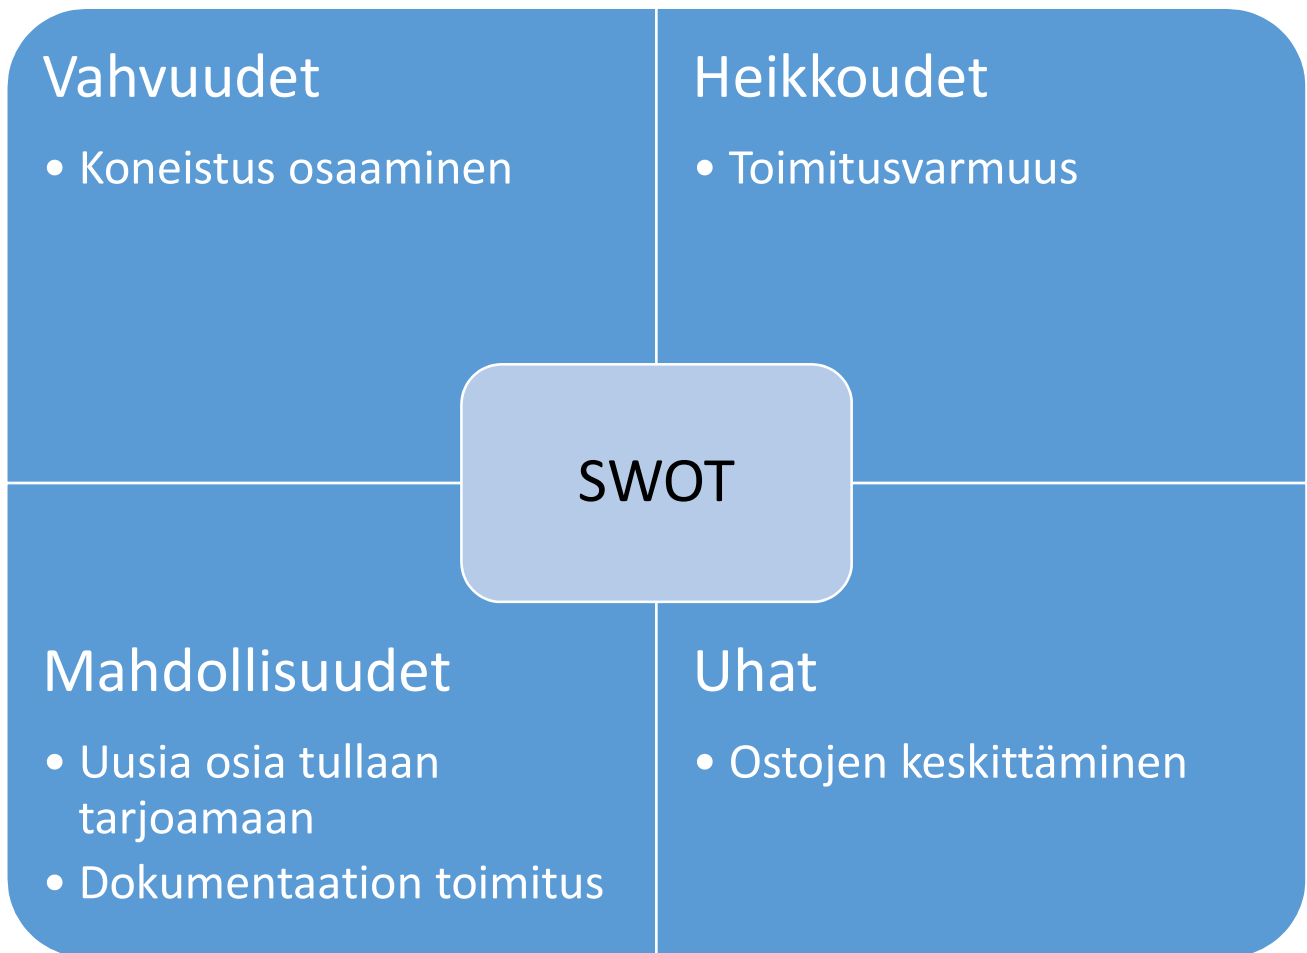 Vahvuudet
• Koneistus osaaminen
Heikkoudet
• Toimitusvarmuus
SWOT
Mahdollisuudet
• Uusia osia tullaan
tarjoamaan
• Dokumentaation toimitus
Uhat
• Ostojen keskittäminen